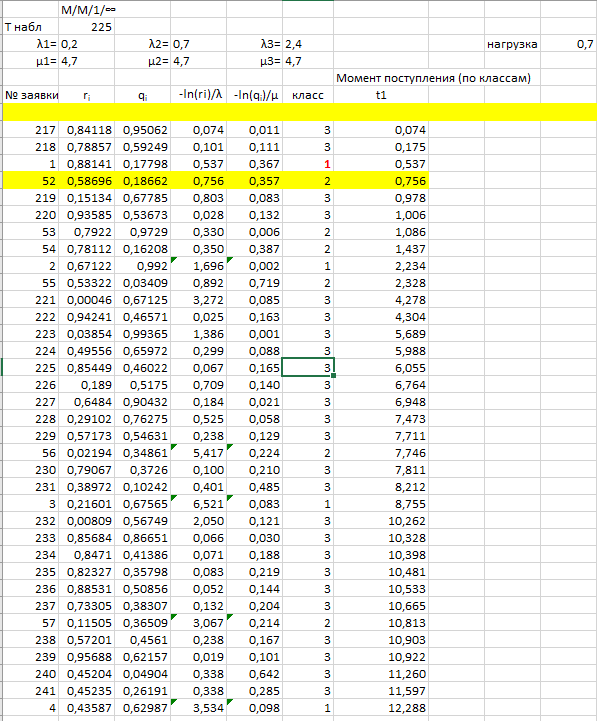 M/M/1/∞
T набл 225
λ1= 0,2 λ2= 0,7 λ3= 2,4 нагрузка 0,7
μ1= 4,7 μ2= 4,7 μ3= 4,7
Момент поступления (по классам)
№ заявки ri qi -ln(ri)/λ -ln(qi)/μ класс t1
217 0,84118 0,95062 0,074 0,011 3 0,074
218 0,78857 0,59249 0,101 0,111 3 0,175
1 0,88141 0,17798 0,537 0,367 1 0,537
52 0,58696 0,18662 0,756 0,357 2 0,756
219 0,15134 0,67785 0,803 0,083 3 0,978
220 0,93585 0,53673 0,028 0,132 3 1,006
53 0,7922 0,9729 0,330 0,006 2 1,086
54 0,78112 0,16208 0,350 0,387 2 1,437
2 0,67122 0,992 1,696 0,002 1 2,234
55 0,53322 0,03409 0,892 0,719 2 2,328
221 0,00046 0,67125 3,272 0,085 3 4,278
222 0,94241 0,46571 0,025 0,163 3 4,304
223 0,03854 0,99365 1,386 0,001 3 5,689
224 0,49556 0,65972 0,299 0,088 3 5,988
225 0,85449 0,46022 0,067 0,165 3 6,055
226 0,189 0,5175 0,709 0,140 3 6,764
227 0,6484 0,90432 0,184 0,021 3 6,948
228 0,29102 0,76275 0,525 0,058 3 7,473
229 0,57173 0,54631 0,238 0,129 3 7,711
56 0,02194 0,34861 5,417 0,224 2 7,746
230 0,79067 0,3726 0,100 0,210 3 7,811
231 0,38972 0,10242 0,401 0,485 3 8,212
3 0,21601 0,67565 6,521 0,083 1 8,755
232 0,00809 0,56749 2,050 0,121 3 10,262
233 0,85684 0,86651 0,066 0,030 3 10,328
234 0,8471 0,41386 0,071 0,188 3 10,398
235 0,82327 0,35798 0,083 0,219 3 10,481
236 0,88531 0,50856 0,052 0,144 3 10,533
237 0,73305 0,38307 0,132 0,204 3 10,665
57 0,11505 0,36509 3,067 0,214 2 10,813
238 0,57201 0,4561 0,238 0,167 3 10,903
239 0,95688 0,62157 0,019 0,101 3 10,922
240 0,45204 0,04904 0,338 0,642 3 11,260
241 0,45235 0,26191 0,338 0,285 3 11,597
4 0,43587 0,62987 3,534 0,098 1 12,288